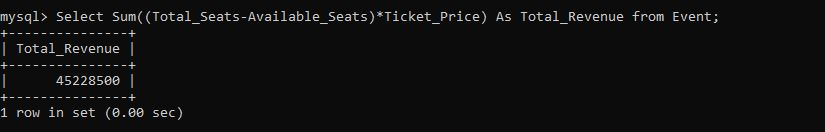 mysql> Select Sum((Total_Seats-Available_Seats)*Ticket_Price) As Total_Revenue from Event;
+---------------+
| Total_Revenue |
+---------------+
|      45228500 |
+---------------+
1 row in set (0.00 sec)